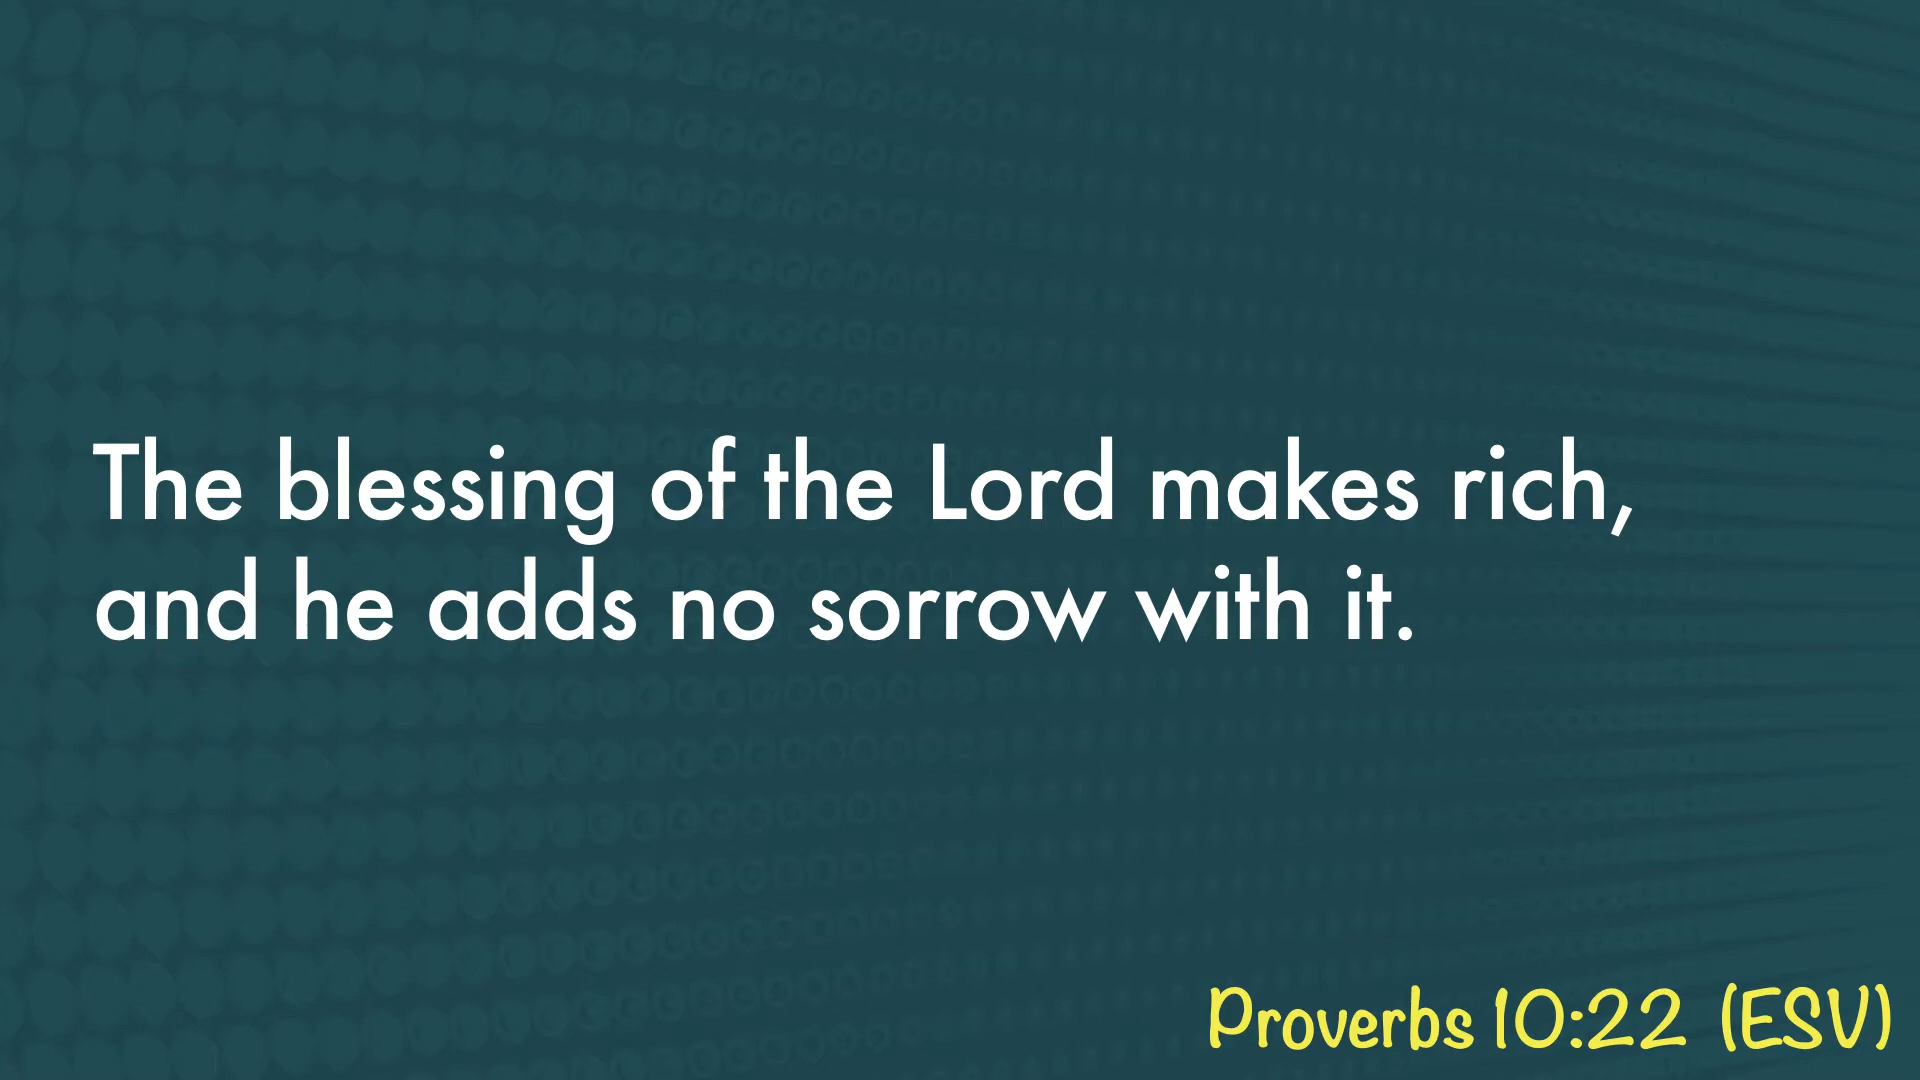 The blessing of the Lord makes rich,
and he adds no sorrow with it.
Proverbs 10:22 (ESV)